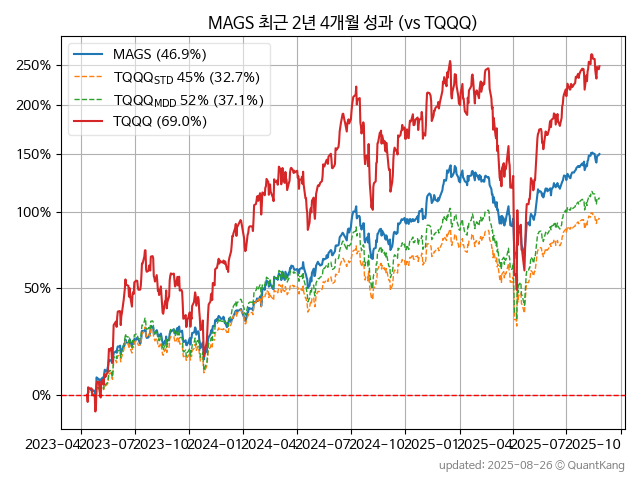 MAGS 최근 2년 4개월 성과 (vs TQQQ)
MAGS (46.9%)
TQQQSTD 45% (32.7%)
TQQQMDD 52% (37.1%)
TQQQ (69.0%)
250%
200%
150%
100%
50%
0%
2023-04 2023-07 2023-10 2024-01 2024-04 2024-07 2024-10 2025-01 2025-04 2025-07 2025-10
updated: 2025-08-26 © QuantKang